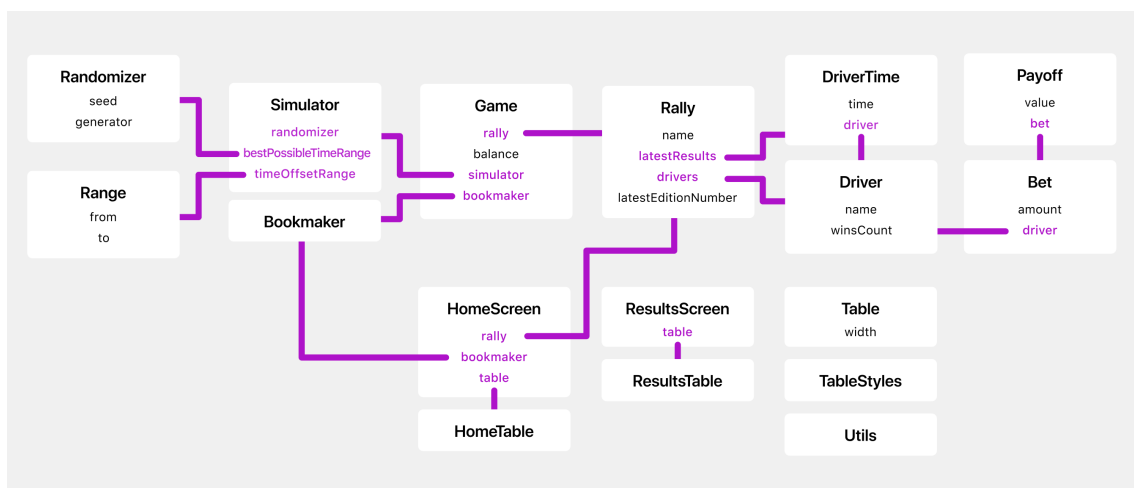 Randomizer
seed
generator
Range
from
to
Simulator
randomizer
bestPossibleTimeRange
timeOffsetRange
Bookmaker
Game
rally
balance
simulator
bookmaker
Rally
name
latestResults
drivers
latestEditionNumber
DriverTime
time
driver
Driver
name
winsCount
Payoff
value
bet
Bet
amount
driver
HomeScreen
rally
bookmaker
table
HomeTable
ResultsScreen
table
ResultsTable
Table
width
TableStyles
Utils